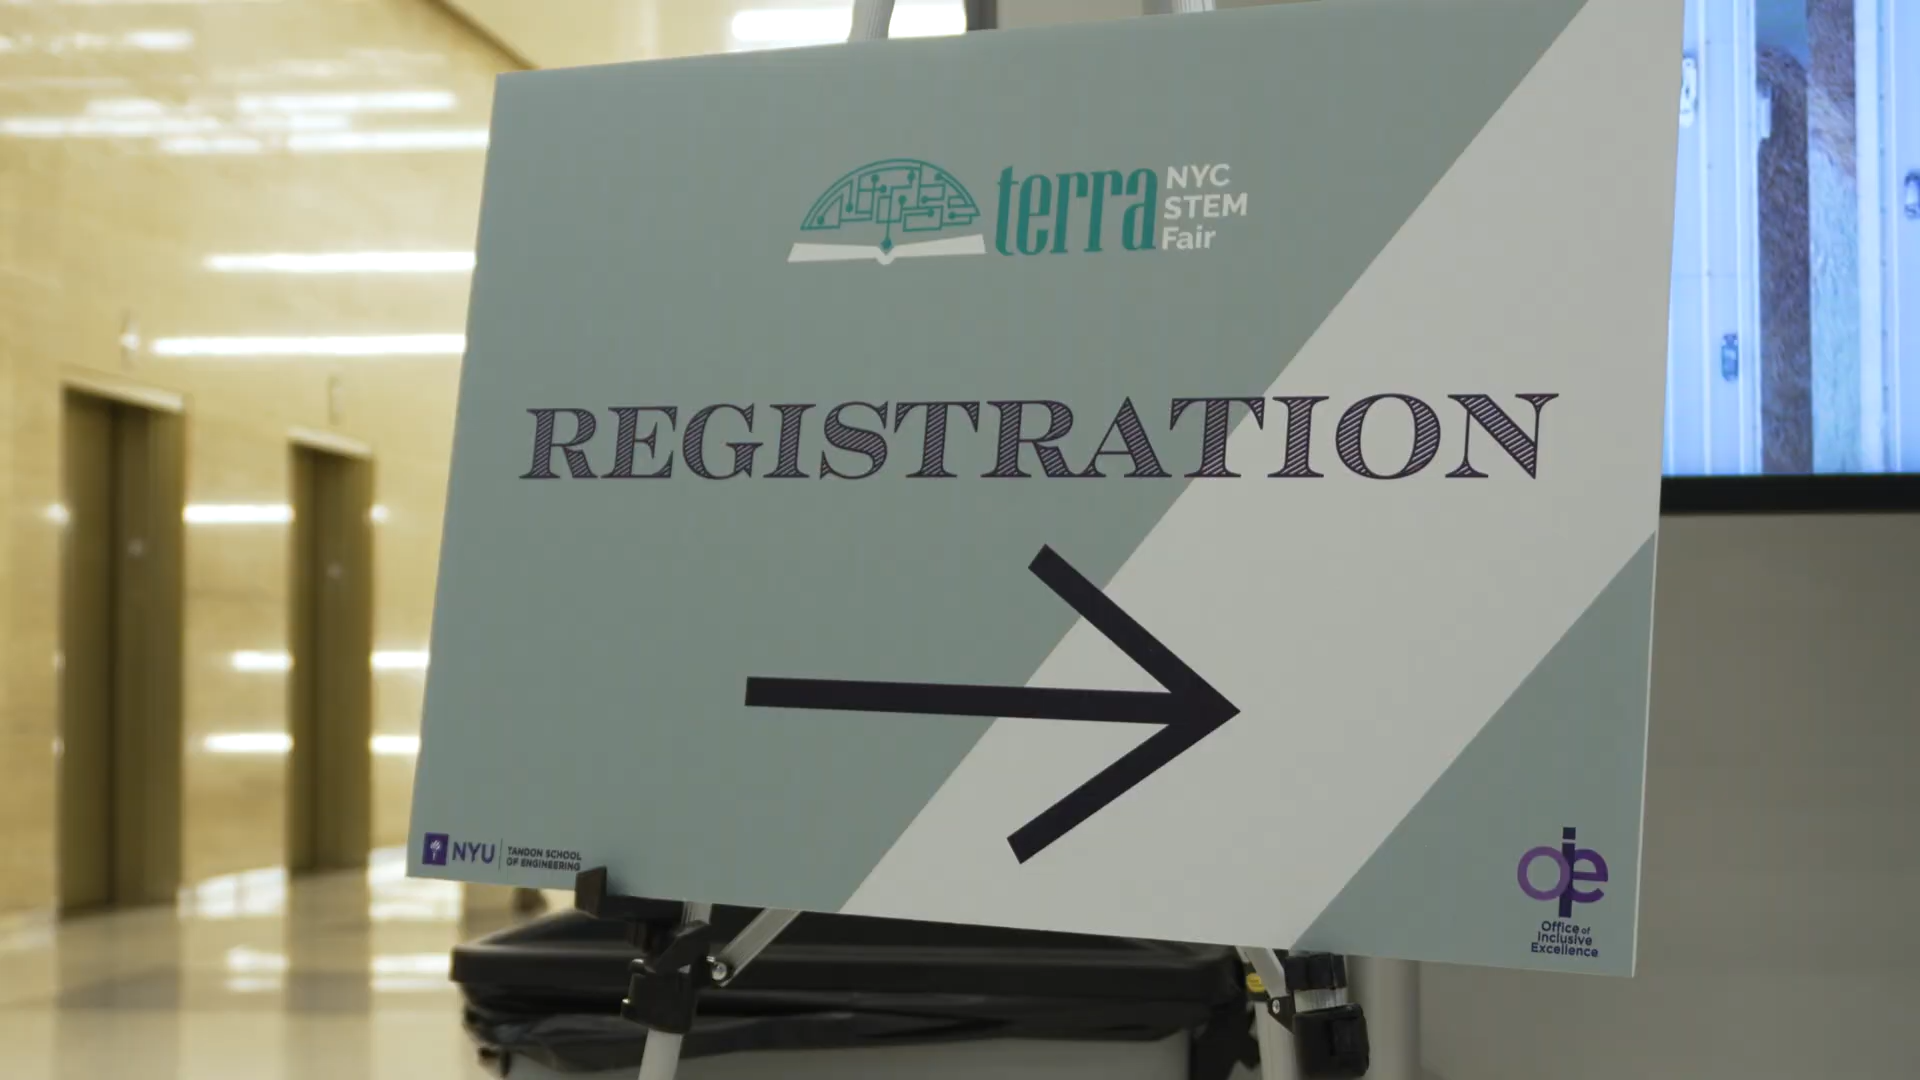 terra
NYC
STEM
Fair
REGISTRATION
NYU
TANDON SCHOOL
OF ENGINEERING
oie
Office of
Inclusive
Excellence